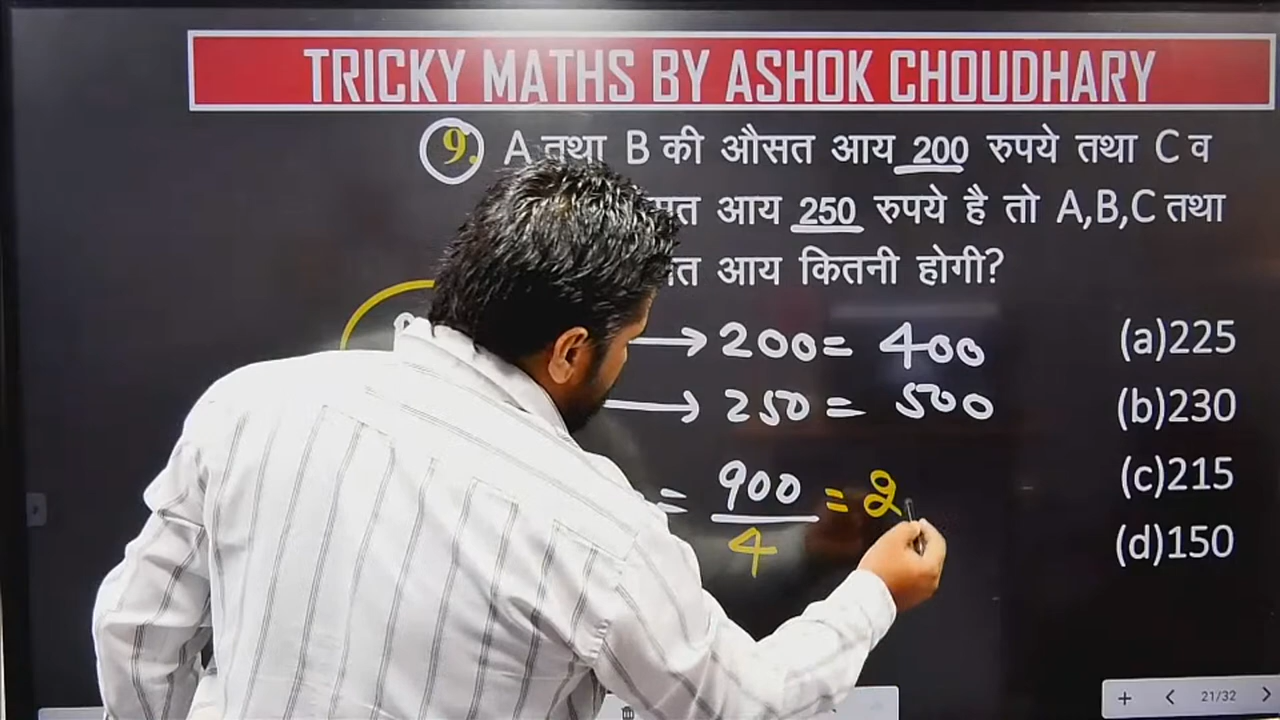 TRICKY MATHS BY ASHOK CHOUDHARY
9. A तथा B की औसत आय 200 रुपये तथा C व
आय 250 रुपये है तो A,B,C तथा
आय कितनी होगी?
→ 200 = 400
(a)225
→ 250 = 500
(b)230
= 900/4 = 2
(c)215
(d)150
+ < 21/32 >